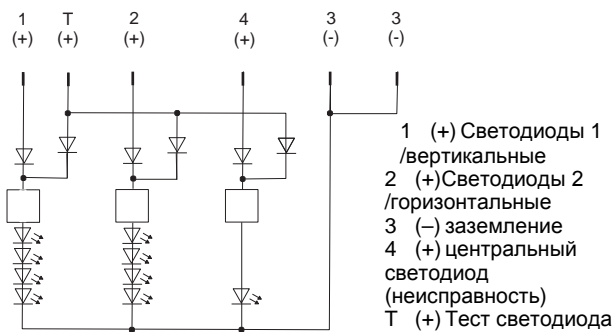 1 T 2 4 3 3
(+) (+) (+) (+) (-) (-)
1 (+) Светодиоды 1
/вертикальные
2 (+)Светодиоды 2
/горизонтальные
3 (–) заземление
4 (+) центральный
светодиод
(неисправность)
T (+) Тест светодиода